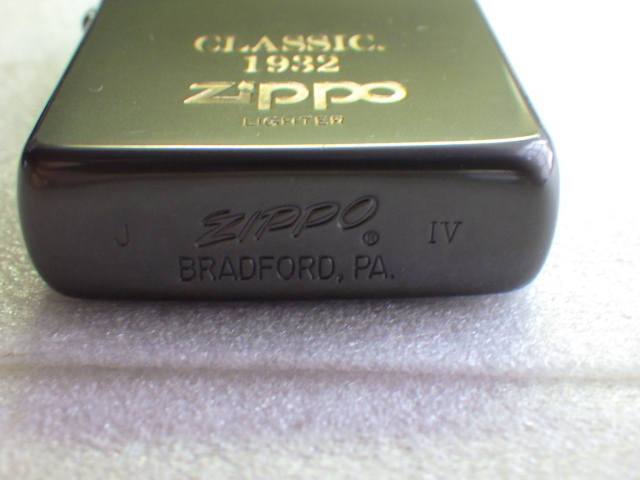 CLASSIC.
1932
Zippo
LIGHTER
J ZIPPO® IV
BRADFORD, PA.